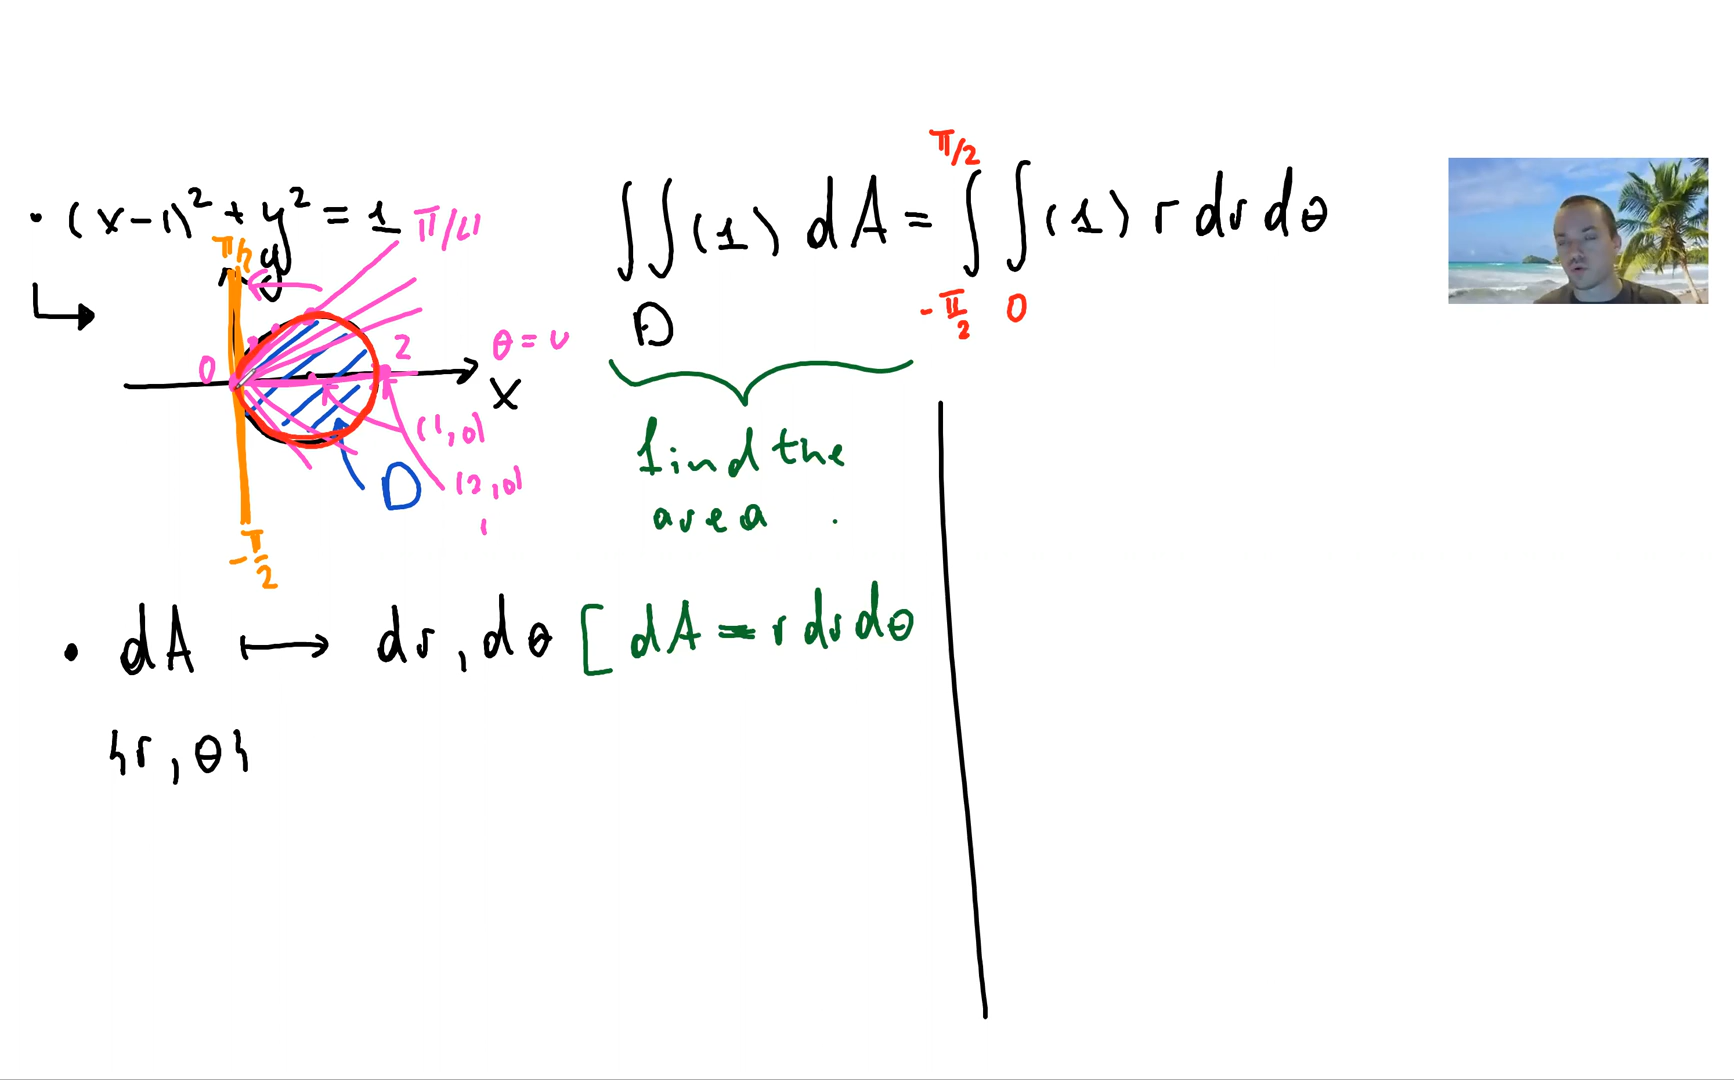 • (x-1)² + y² = 1
π/4
π/2
y
0
2
θ = 0
x
(1,0)
D
(2,0)
-π/2
∬(1) dA = ∫∫(1) r dr dθ
D
π/2
-π/2
0
find the
area .
• dA ⟼ dr, dθ [ dA = r dr dθ
{r, θ}